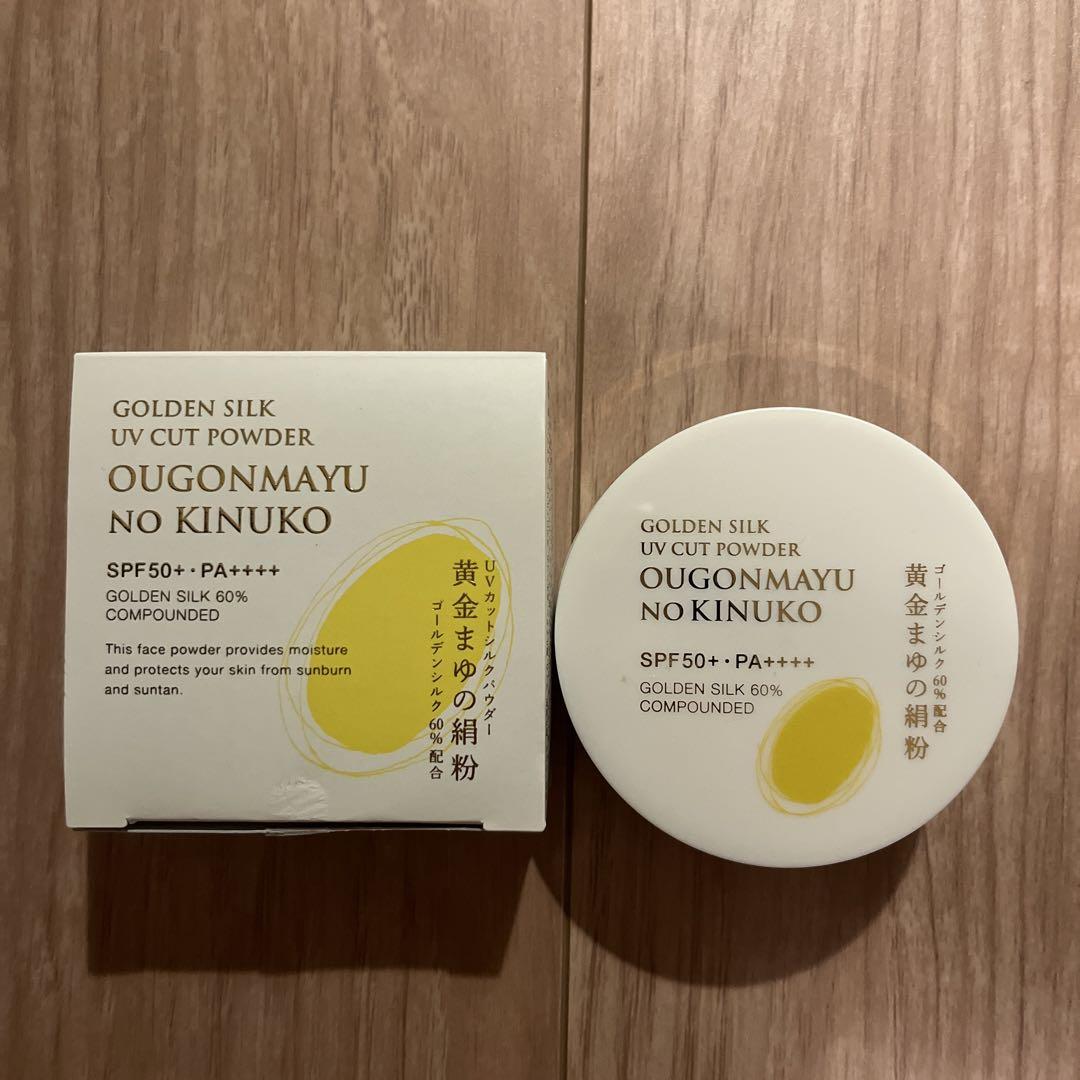 GOLDEN SILK
UV CUT POWDER
OUGONMAYU
NO KINUKO
SPF50+・PA++++
GOLDEN SILK 60%
COMPOUNDED
This face powder provides moisture
and protects your skin from sunburn
and suntan.
UVカットシルクパウダー
黄金まゆの絹粉
ゴールデンシルク60%配合
GOLDEN SILK
UV CUT POWDER
OUGONMAYU
NO KINUKO
SPF50+・PA++++
GOLDEN SILK 60%
COMPOUNDED
ゴールデンシルク60%配合
黄金まゆの絹粉